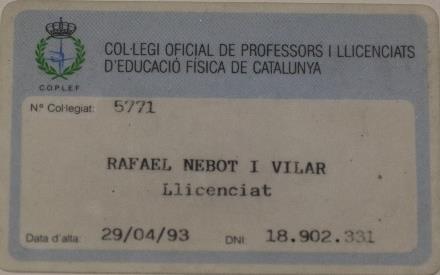 COL·LEGI OFICIAL DE PROFESSORS I LLICENCIATS
D'EDUCACIÓ FÍSICA DE CATALUNYA
C.O.P.L.E.F.
Nº Col·legiat: 5771
RAFAEL NEBOT I VILAR
Llicenciat
Data d'alta: 29/04/93 DNI: 18.902.331